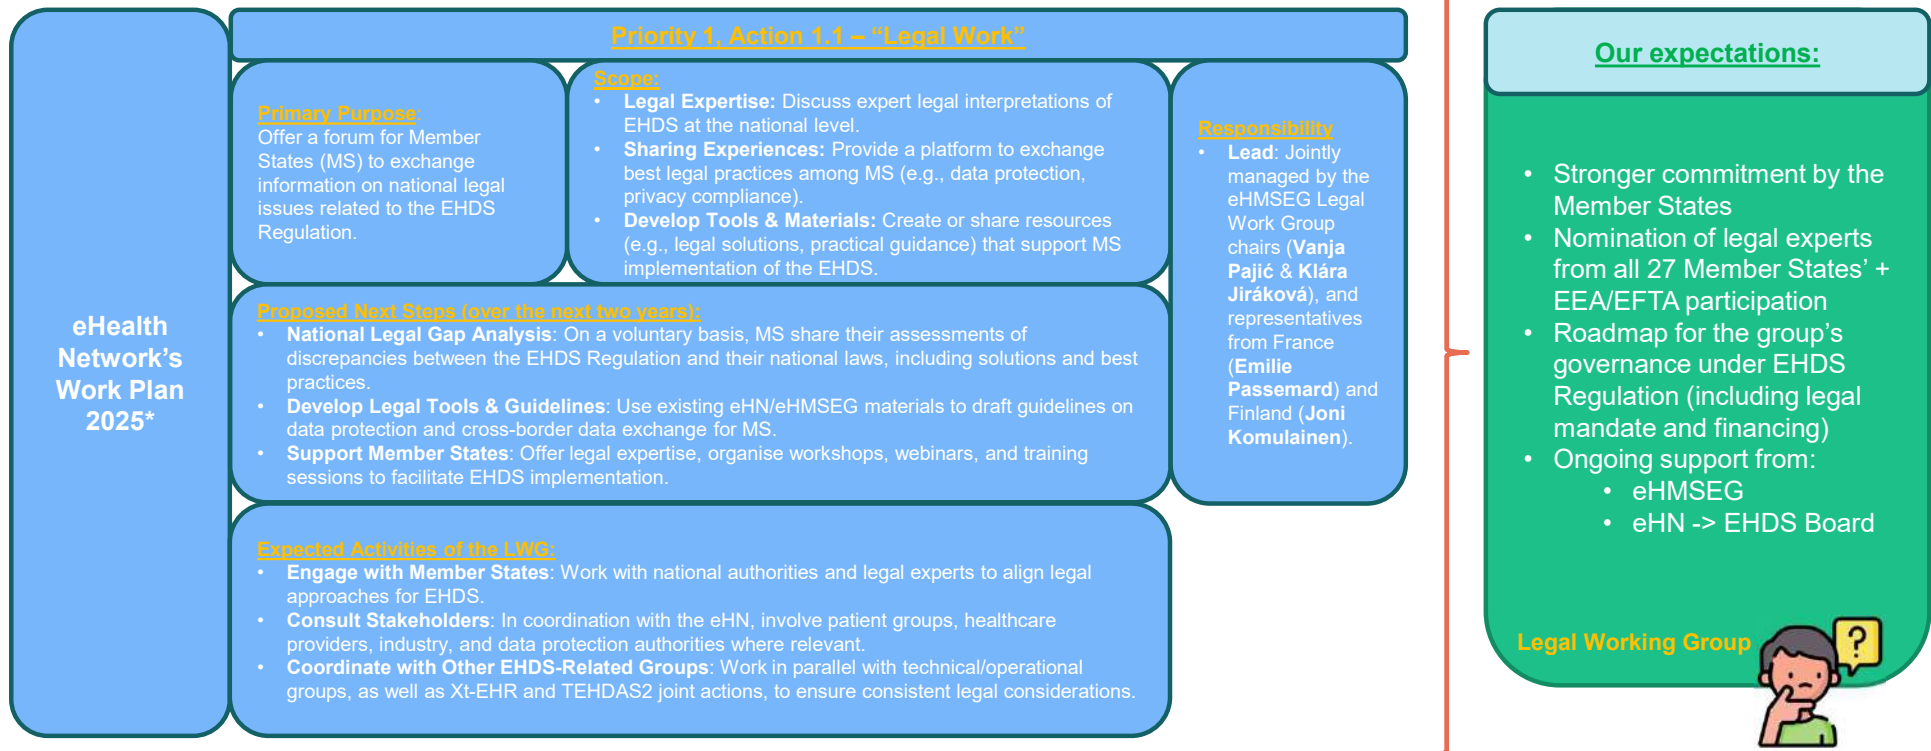 eHealth
Network's
Work Plan
2025*
Priority 1, Action 1.1 – “Legal Work”
Primary Purpose:
Offer a forum for Member
States (MS) to exchange
information on national legal
issues related to the EHDS
Regulation.
Scope:
• Legal Expertise: Discuss expert legal interpretations of
EHDS at the national level.
• Sharing Experiences: Provide a platform to exchange
best legal practices among MS (e.g., data protection,
privacy compliance).
• Develop Tools & Materials: Create or share resources
(e.g., legal solutions, practical guidance) that support MS
implementation of the EHDS.
Responsibility
• Lead: Jointly
managed by the
eHMSEG Legal
Work Group
chairs (Vanja
Pajić & Klára
Jiráková), and
representatives
from France
(Emilie
Passemard) and
Finland (Joni
Komulainen).
Proposed Next Steps (over the next two years):
• National Legal Gap Analysis: On a voluntary basis, MS share their assessments of
discrepancies between the EHDS Regulation and their national laws, including solutions and best
practices.
• Develop Legal Tools & Guidelines: Use existing eHN/eHMSEG materials to draft guidelines on
data protection and cross-border data exchange for MS.
• Support Member States: Offer legal expertise, organise workshops, webinars, and training
sessions to facilitate EHDS implementation.
Expected Activities of the LWG:
• Engage with Member States: Work with national authorities and legal experts to align legal
approaches for EHDS.
• Consult Stakeholders: In coordination with the eHN, involve patient groups, healthcare
providers, industry, and data protection authorities where relevant.
• Coordinate with Other EHDS-Related Groups: Work in parallel with technical/operational
groups, as well as Xt-EHR and TEHDAS2 joint actions, to ensure consistent legal considerations.
Our expectations:
• Stronger commitment by the
Member States
• Nomination of legal experts
from all 27 Member States’ +
EEA/EFTA participation
• Roadmap for the group’s
governance under EHDS
Regulation (including legal
mandate and financing)
• Ongoing support from:
• eHMSEG
• eHN -> EHDS Board
Legal Working Group
?